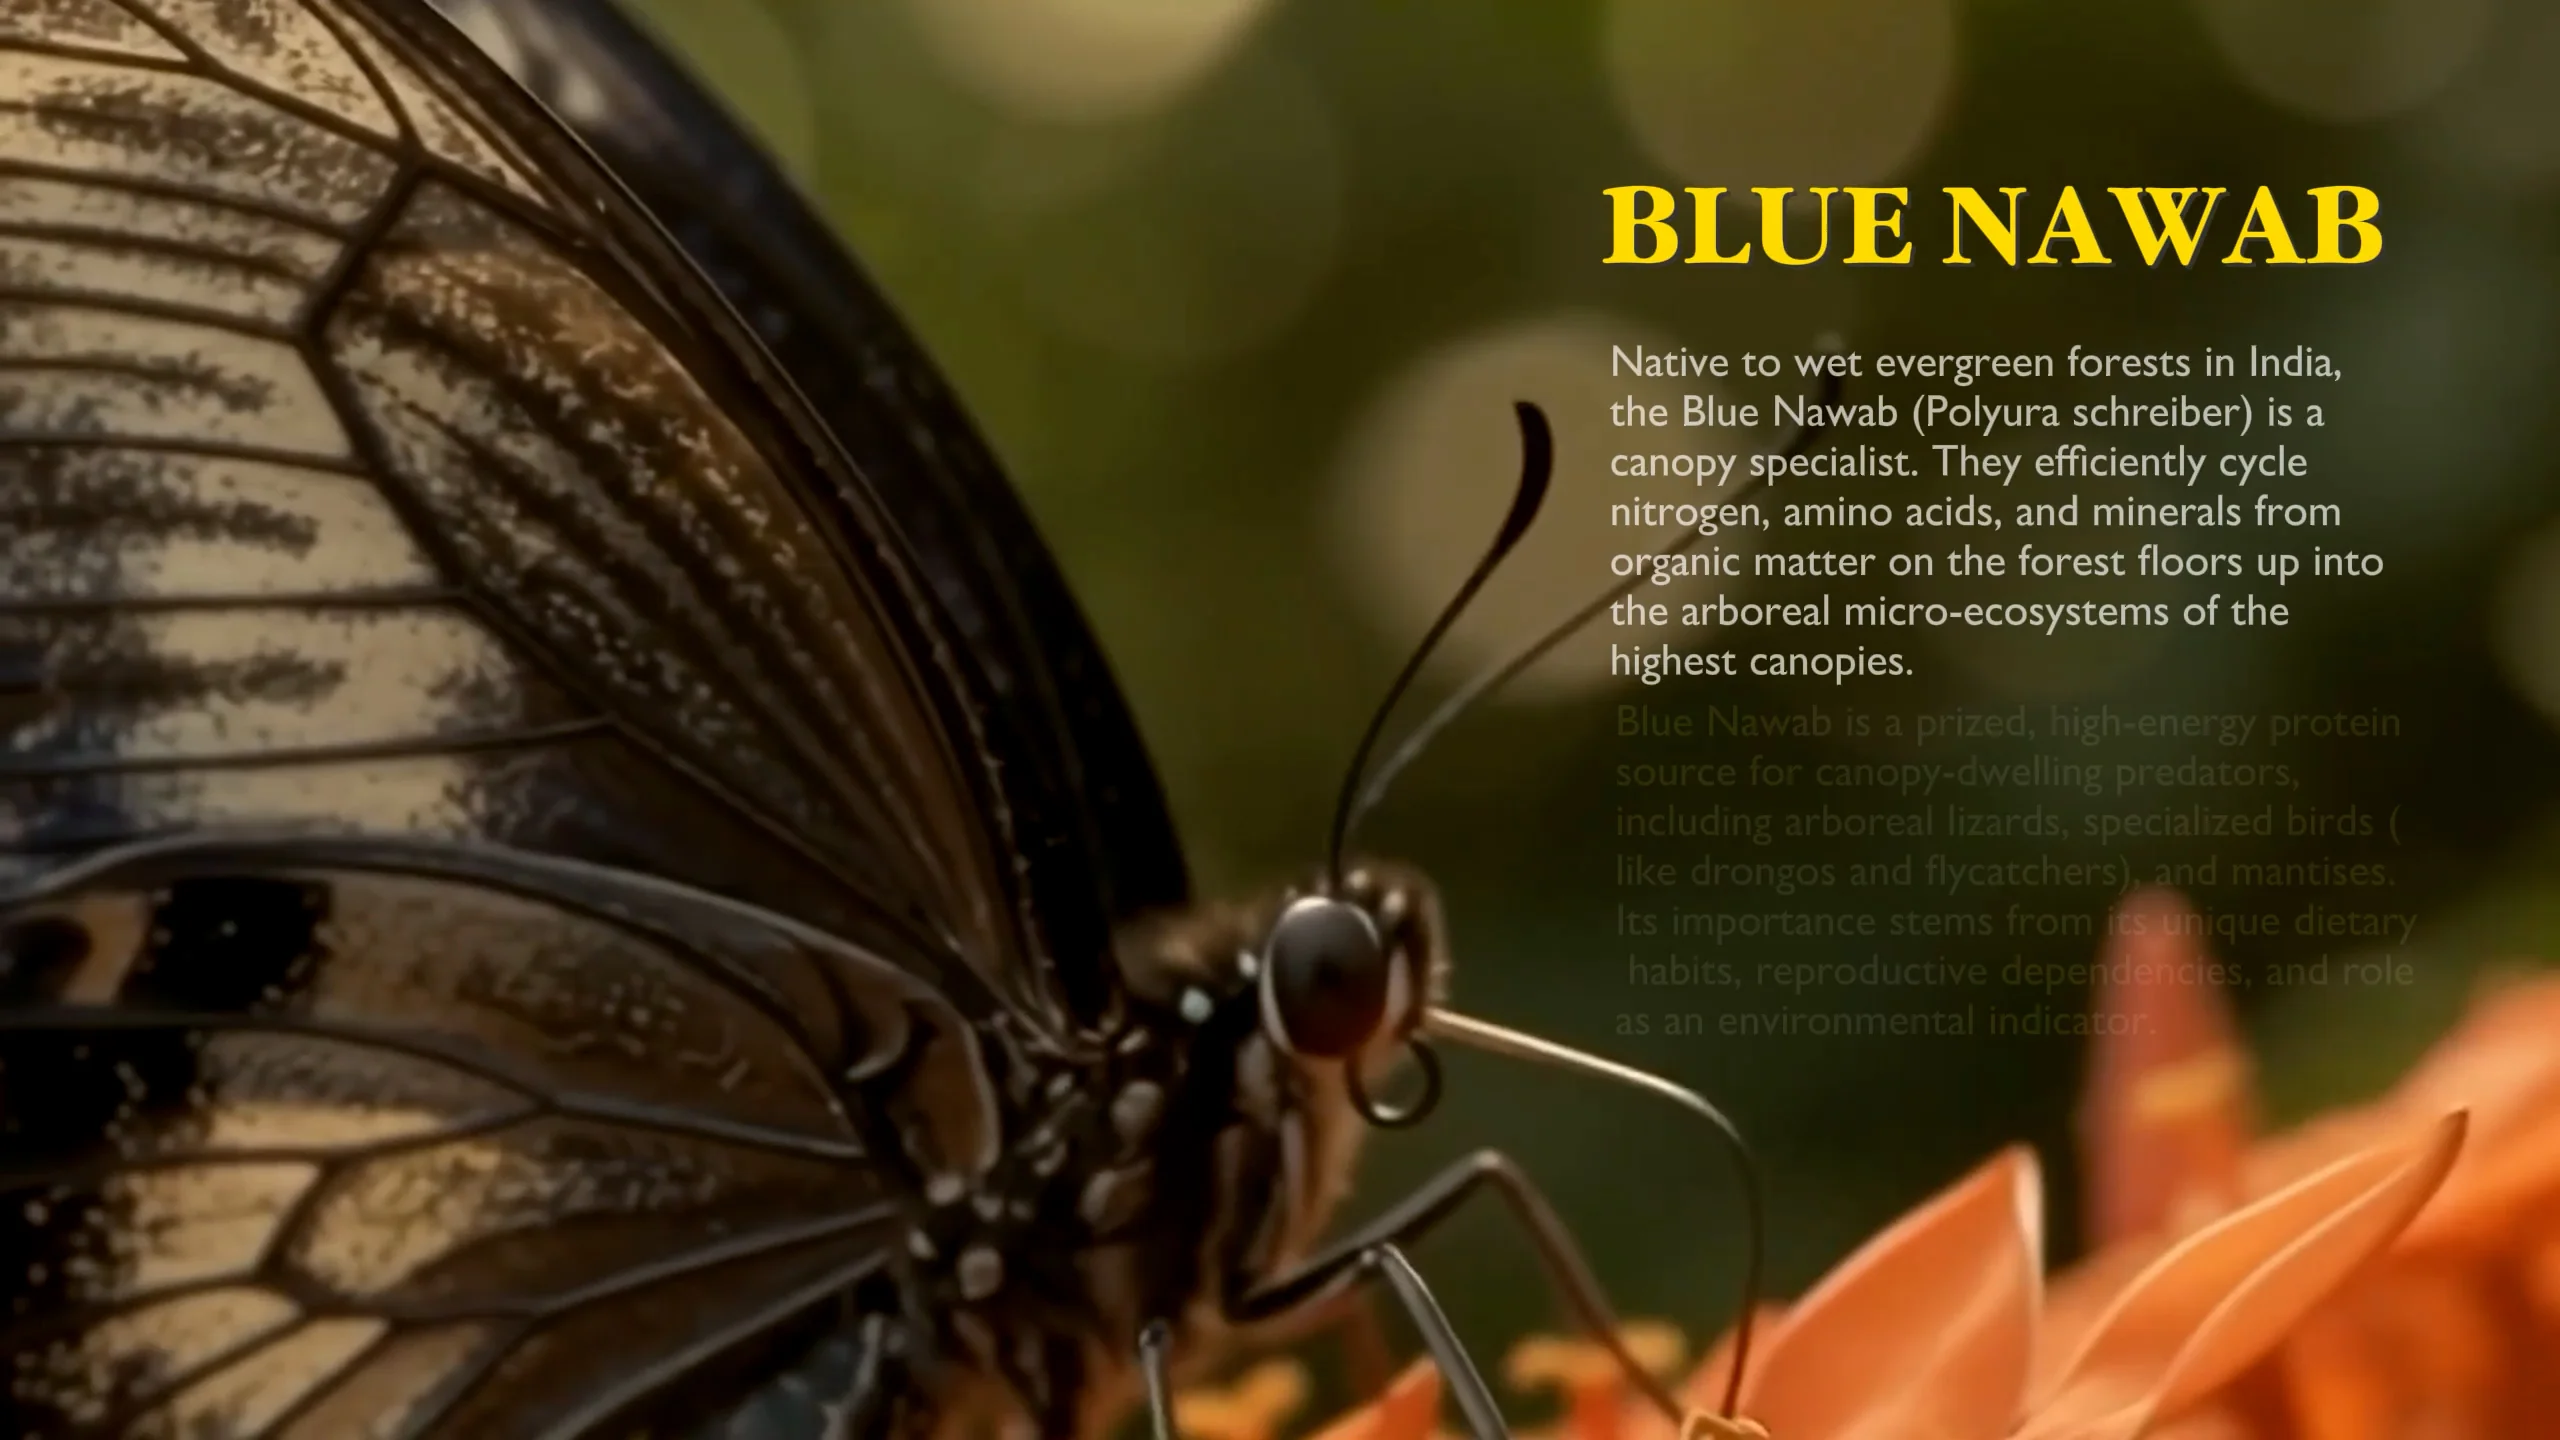 BLUE NAWAB
Native to wet evergreen forests in India,
the Blue Nawab (Polyura schreiber) is a
canopy specialist. They efficiently cycle
nitrogen, amino acids, and minerals from
organic matter on the forest floors up into
the arboreal micro-ecosystems of the
highest canopies.
Blue Nawab is a prized, high-energy protein
source for canopy-dwelling predators,
including arboreal lizards, specialized birds (
like drongos and flycatchers), and mantises.
Its importance stems from its unique dietary
habits, reproductive dependencies, and role
as an environmental indicator.